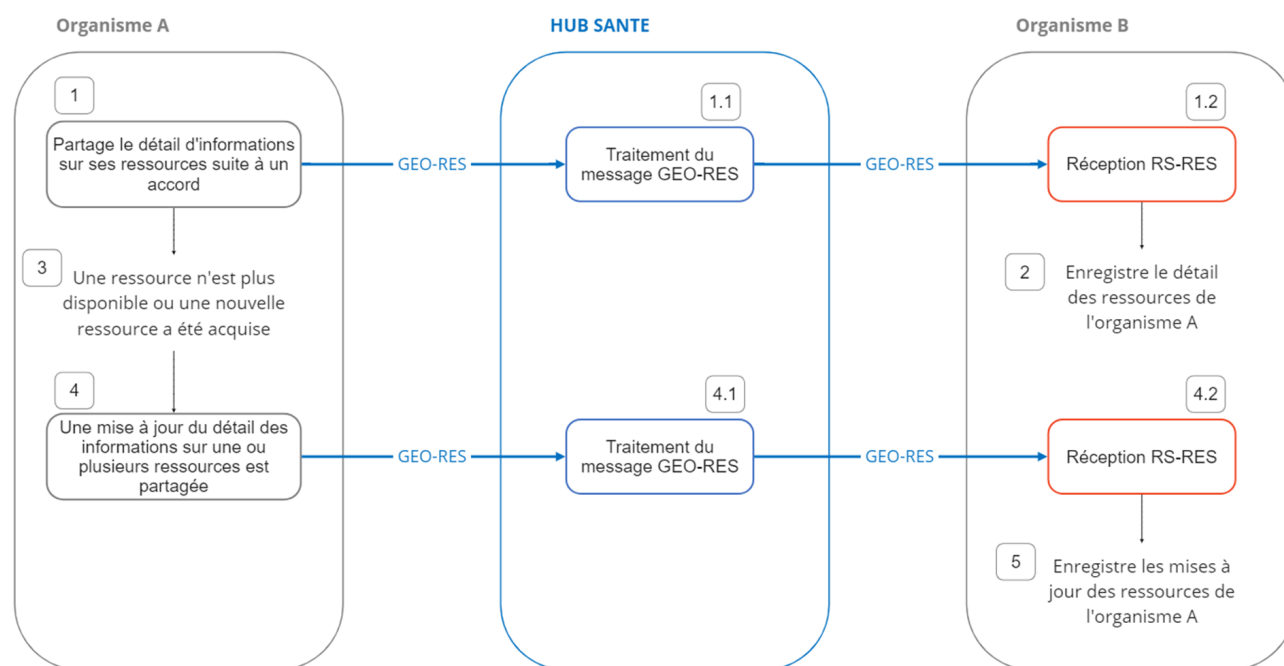 Organisme A
HUB SANTE
Organisme B
1
1.1
1.2
Partage le détail d'informations
sur ses ressources suite à un
accord
GEO-RES
Traitement du
message GEO-RES
GEO-RES
Réception RS-RES
3
Une ressource n'est plus
disponible ou une nouvelle
ressource a été acquise
2
Enregistre le détail
des ressources de
l'organisme A
4
4.1
4.2
Une mise à jour du détail des
informations sur une ou
plusieurs ressources est
partagée
GEO-RES
Traitement du
message GEO-RES
GEO-RES
Réception RS-RES
5
Enregistre les mises à
jour des ressources de
l'organisme A